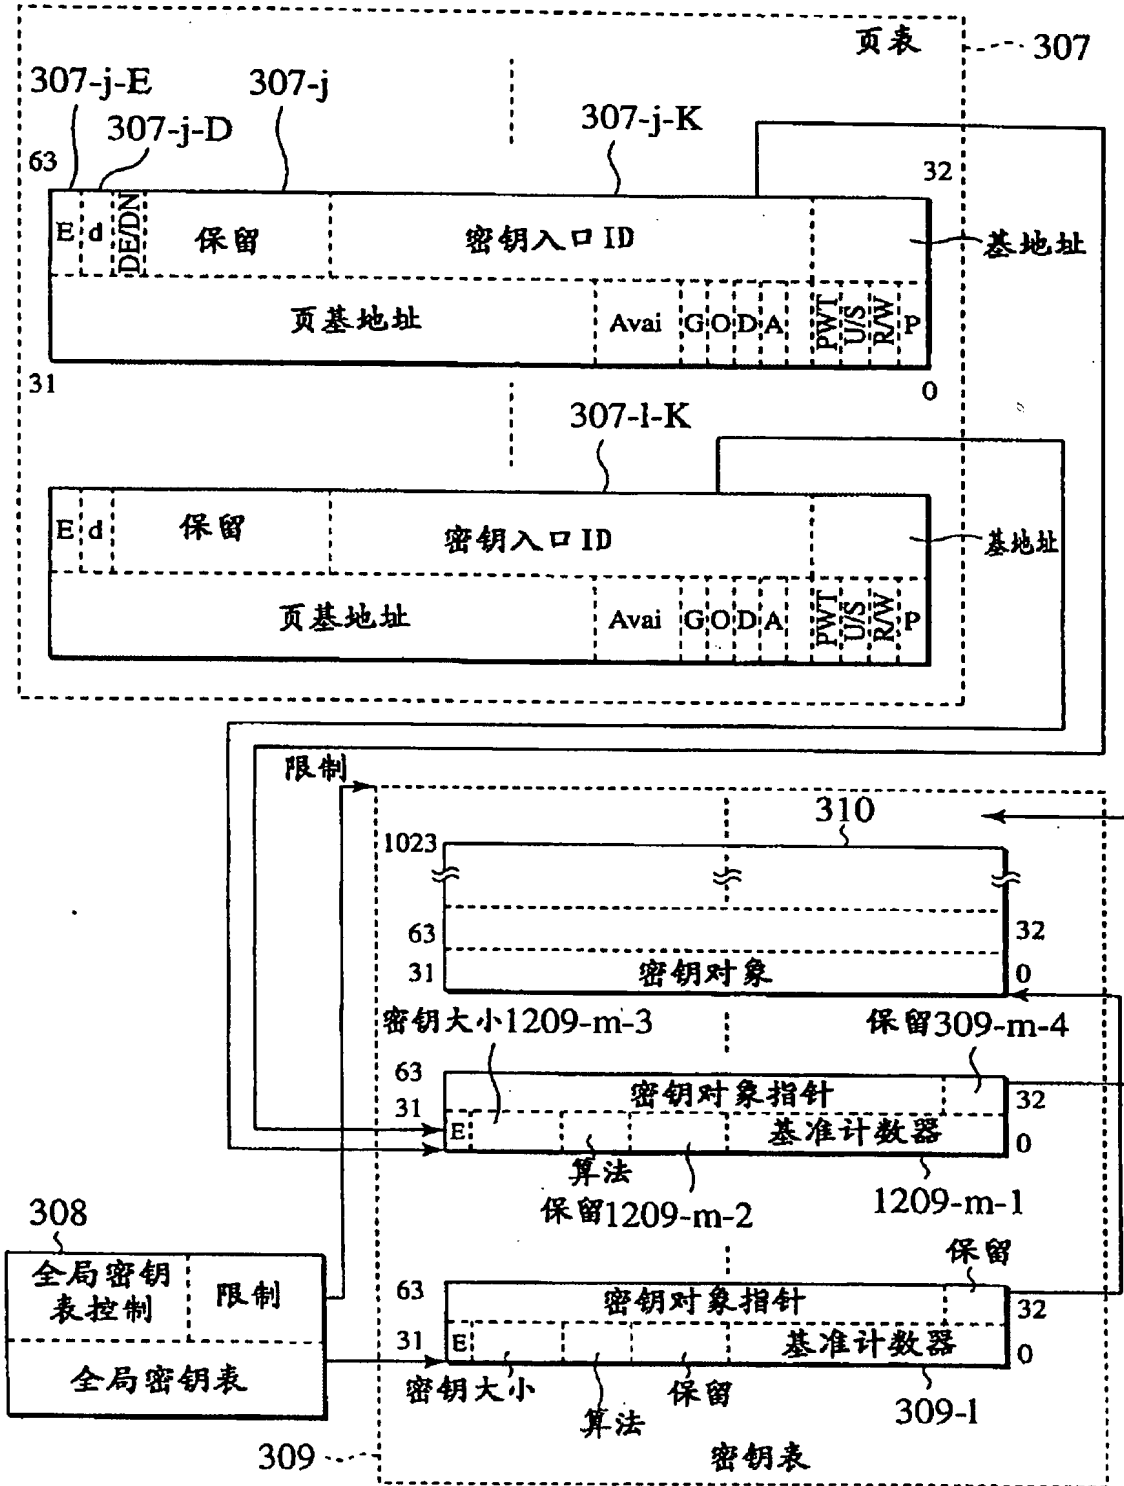 页表
307
307-j-E
307-j
307-j-D
307-j-K
63
32
E d DE/DN 保留 密钥入口ID
基地址
页基地址 Avai G O D A PWT U/S R/W P
31
0
307-l-K
E d 保留 密钥入口ID
基地址
页基地址 Avai G O D A PWT U/S R/W P
限制
310
1023
63
32
31 密钥对象 0
密钥大小1209-m-3
保留309-m-4
63 密钥对象指针 32
31 E 基准计数器 0
算法
保留1209-m-2
1209-m-1
308
保留
全局密钥表控制 限制
63 密钥对象指针 32
31 E 基准计数器 0
全局密钥表
密钥大小
保留
算法
309-l
309
密钥表